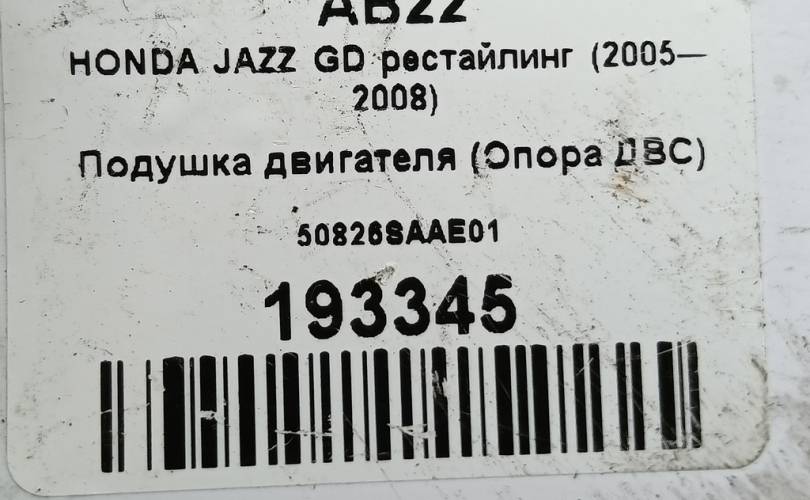 AB22
HONDA JAZZ GD рестайлинг (2005—
2008)
Подушка двигателя (Опора ДВС)
50826SAAE01
193345